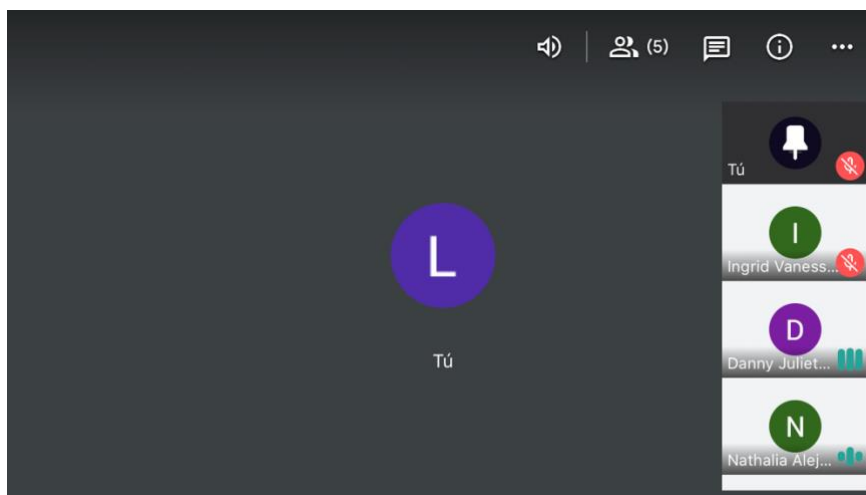 (5)
L
Tú
Tú
I
Ingrid Vaness...
D
Danny Juliet...
N
Nathalia Alej...